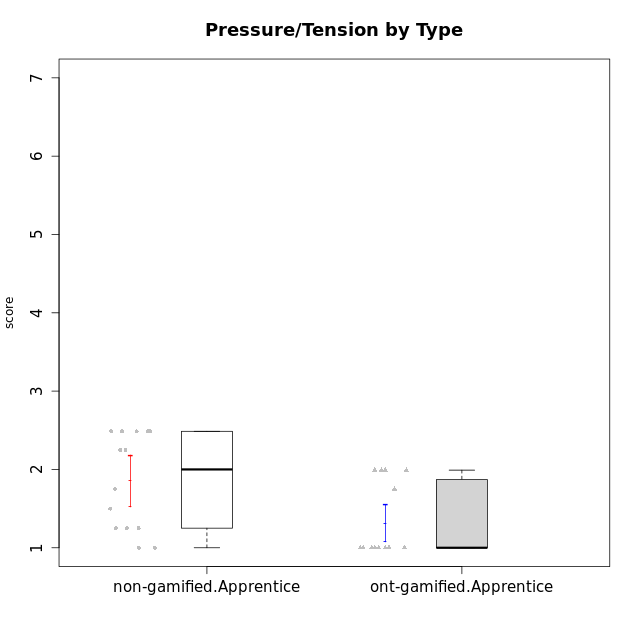 Pressure/Tension by Type
7
6
5
4
3
2
1
score
non-gamified.Apprentice
ont-gamified.Apprentice